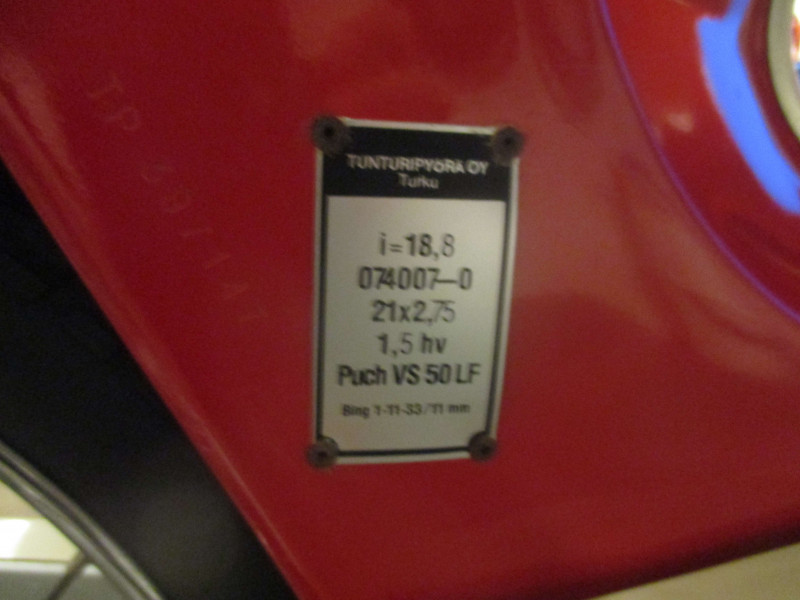 TUNTURIPYÖRA OY
Turku
i=18,8
074007-0
21x2,75
1,5 hv
Puch VS 50 LF
Bing 1-11-33/11 mm